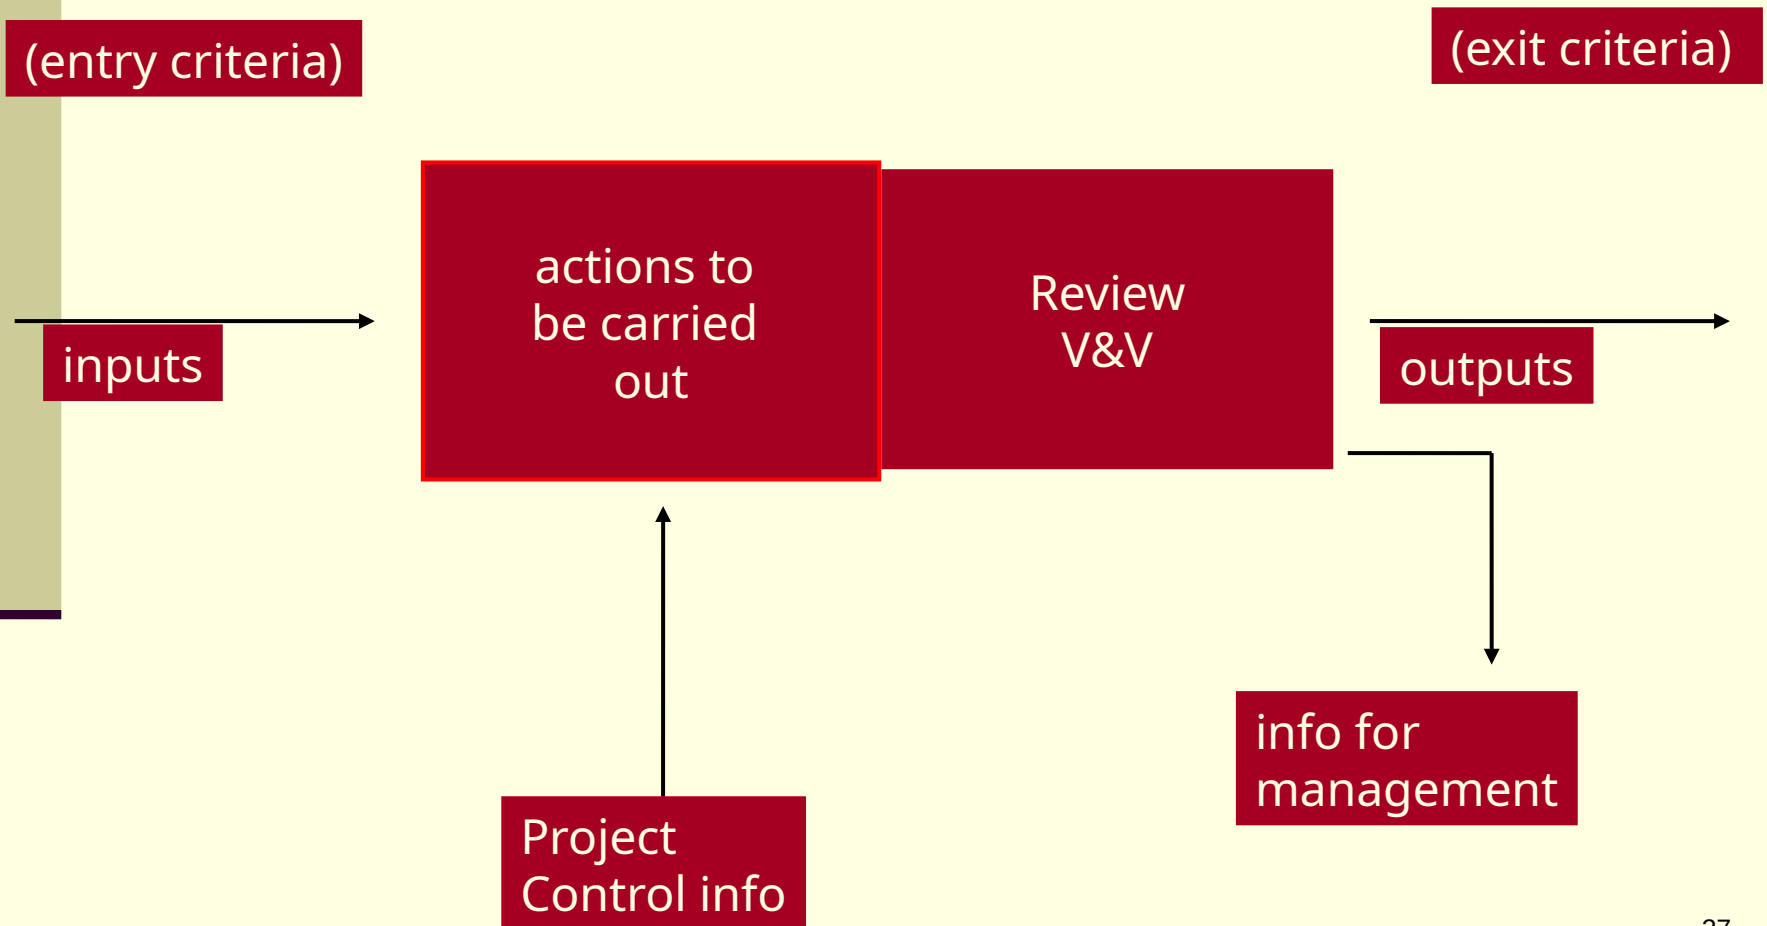 (entry criteria)
(exit criteria)
actions to
be carried
out
Review
V&V
inputs
outputs
info for
management
Project
Control info